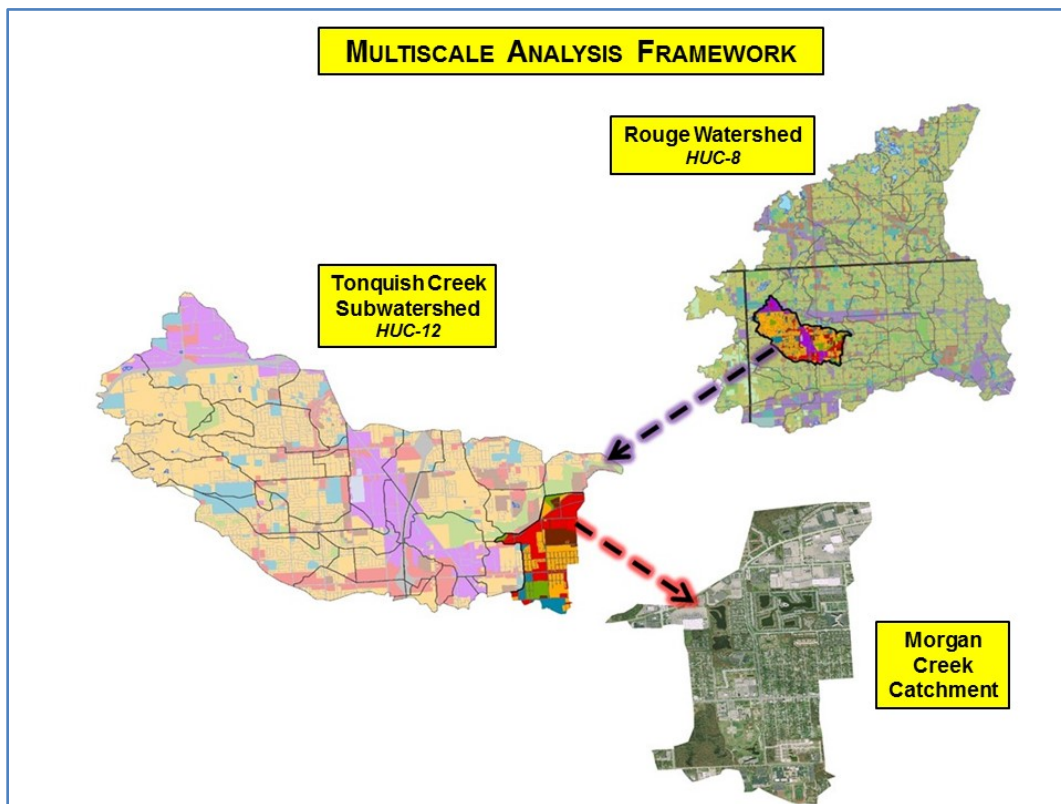 MULTISCALE ANALYSIS FRAMEWORK
Rouge Watershed
HUC-8
Tonquish Creek
Subwatershed
HUC-12
Morgan
Creek
Catchment